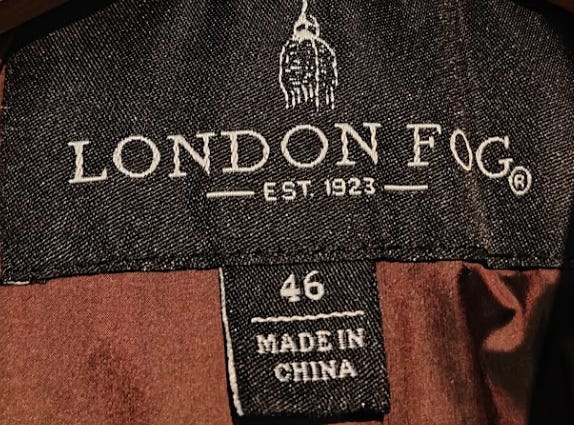 LONDON FOG®
EST. 1923
46
MADE IN
CHINA